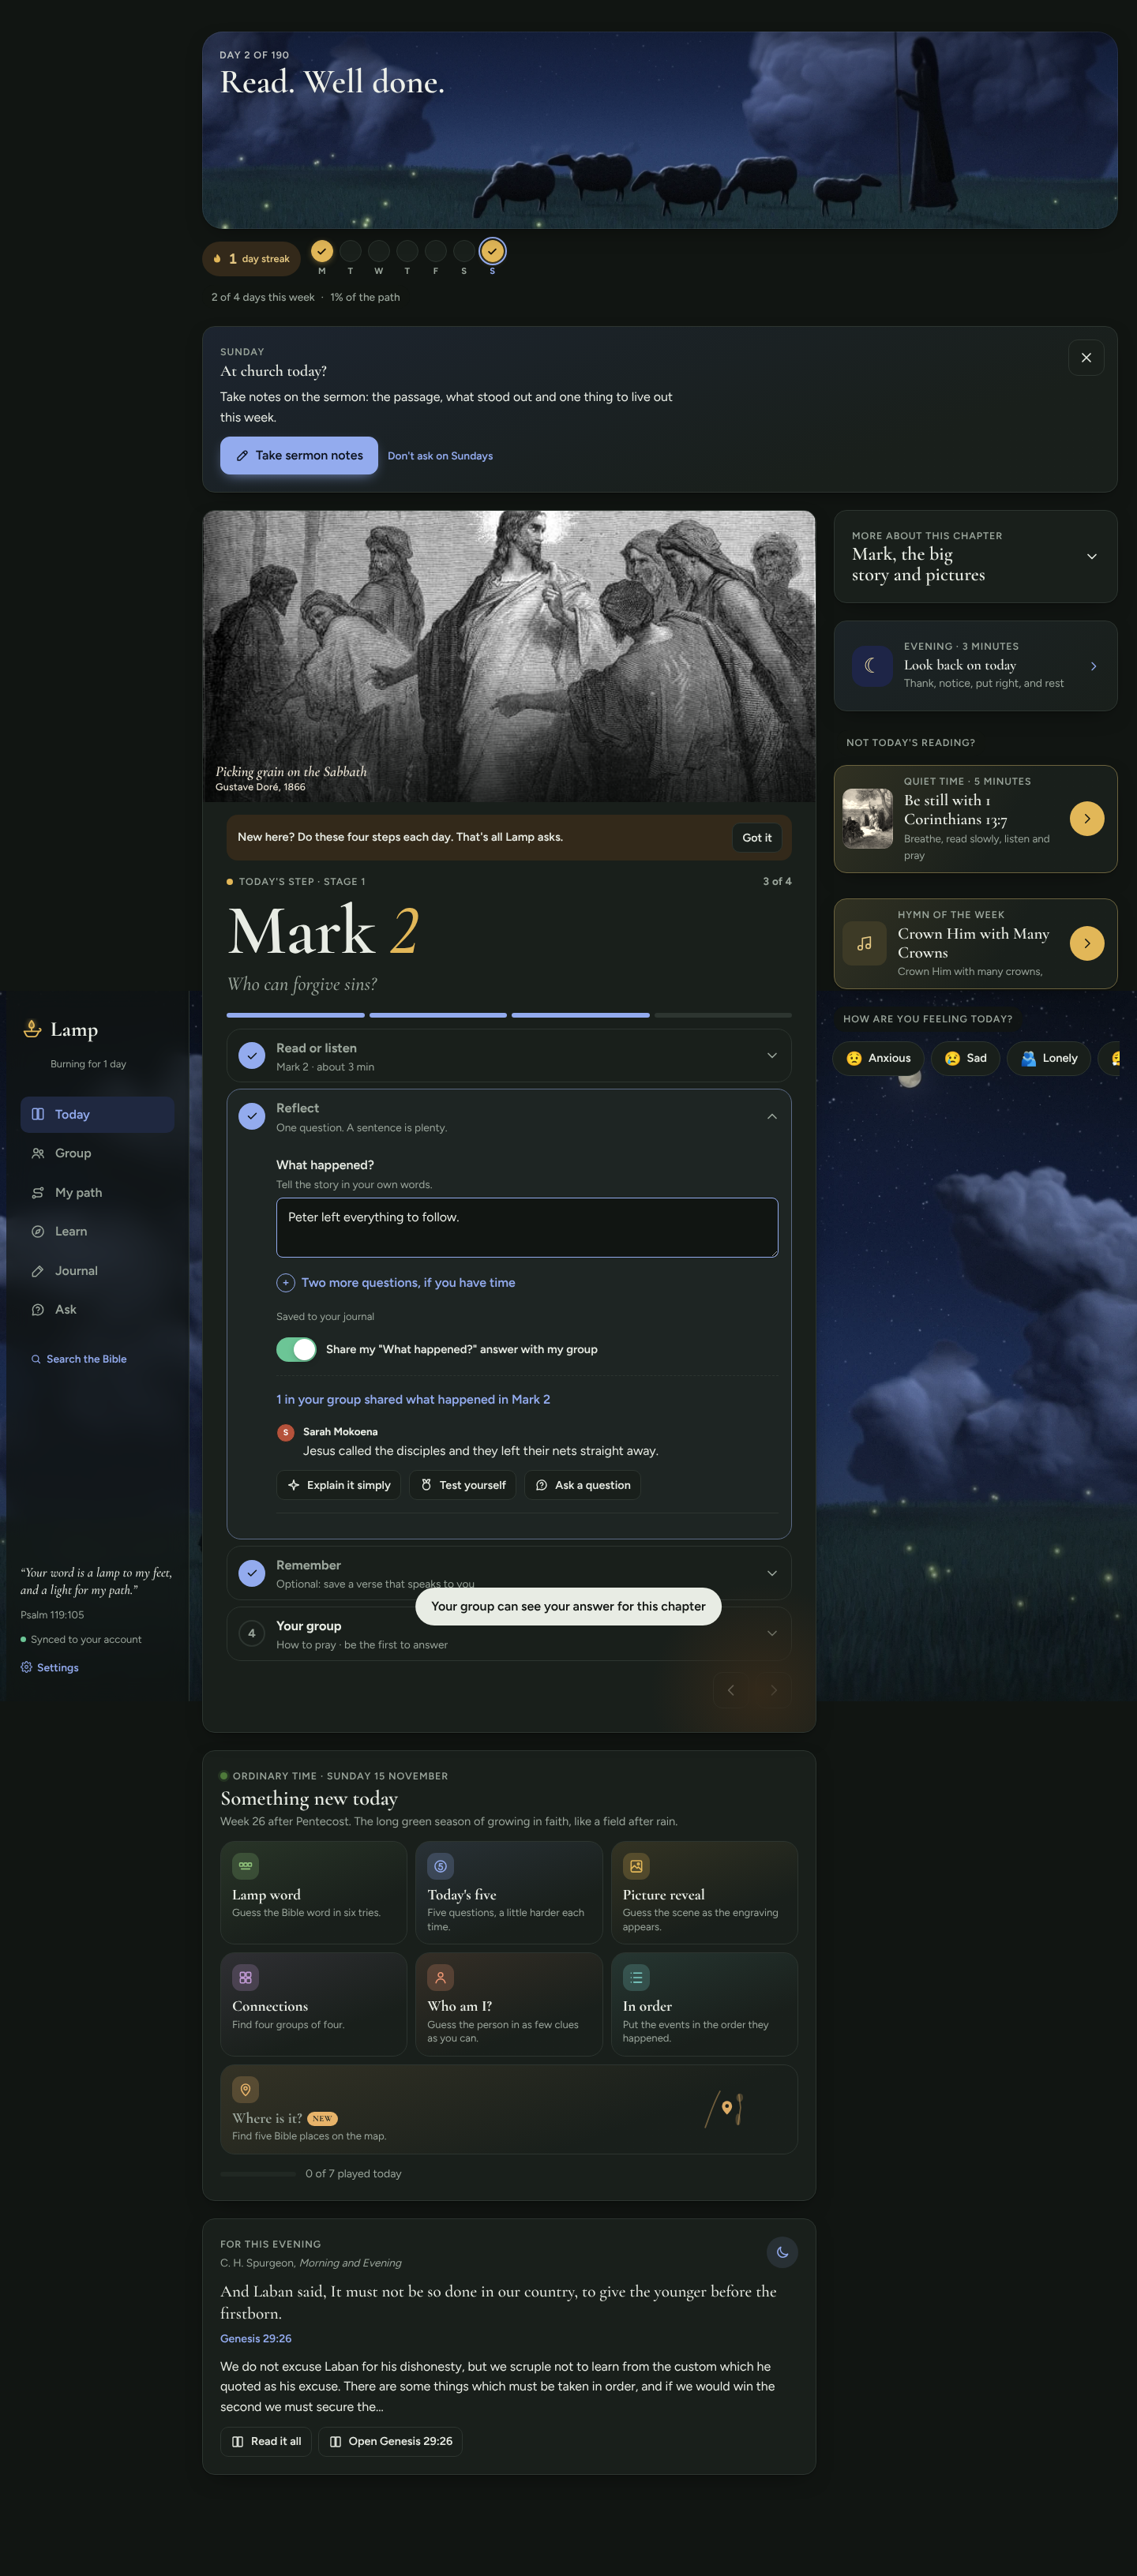 DAY 2 OF 190
Read. Well done.
1 day streak
M T W T F S S
2 of 4 days this week · 1% of the path
SUNDAY
At church today?
Take notes on the sermon: the passage, what stood out and one thing to live out
this week.
Take sermon notes
Don't ask on Sundays
Picking grain on the Sabbath
Gustave Doré, 1866
New here? Do these four steps each day. That's all Lamp asks.
Got it
TODAY'S STEP · STAGE 1
3 of 4
Mark 2
Who can forgive sins?
Read or listen
Mark 2 · about 3 min
Reflect
One question. A sentence is plenty.
What happened?
Tell the story in your own words.
Peter left everything to follow.
Two more questions, if you have time
Saved to your journal
Share my "What happened?" answer with my group
1 in your group shared what happened in Mark 2
S
Sarah Mokoena
Jesus called the disciples and they left their nets straight away.
Explain it simply
Test yourself
Ask a question
Remember
Optional: save a verse that speaks to you
Your group can see your answer for this chapter
4
Your group
How to pray · be the first to answer
MORE ABOUT THIS CHAPTER
Mark, the big
story and pictures
EVENING · 3 MINUTES
Look back on today
Thank, notice, put right, and rest
NOT TODAY'S READING?
QUIET TIME · 5 MINUTES
Be still with 1
Corinthians 13:7
Breathe, read slowly, listen and
pray
HYMN OF THE WEEK
Crown Him with Many
Crowns
Crown Him with many crowns,
HOW ARE YOU FEELING TODAY?
Anxious
Sad
Lonely
Lamp
Burning for 1 day
Today
Group
My path
Learn
Journal
Ask
Search the Bible
“Your word is a lamp to my feet,
and a light for my path.”
Psalm 119:105
Synced to your account
Settings
ORDINARY TIME · SUNDAY 15 NOVEMBER
Something new today
Week 26 after Pentecost. The long green season of growing in faith, like a field after rain.
Lamp word
Guess the Bible word in six tries.
5
Today's five
Five questions, a little harder each
time.
Picture reveal
Guess the scene as the engraving
appears.
Connections
Find four groups of four.
Who am I?
Guess the person in as few clues
as you can.
In order
Put the events in the order they
happened.
Where is it? NEW
Find five Bible places on the map.
0 of 7 played today
FOR THIS EVENING
C. H. Spurgeon, Morning and Evening
And Laban said, It must not be so done in our country, to give the younger before the
firstborn.
Genesis 29:26
We do not excuse Laban for his dishonesty, but we scruple not to learn from the custom which he
quoted as his excuse. There are some things which must be taken in order, and if we would win the
second we must secure the…
Read it all
Open Genesis 29:26